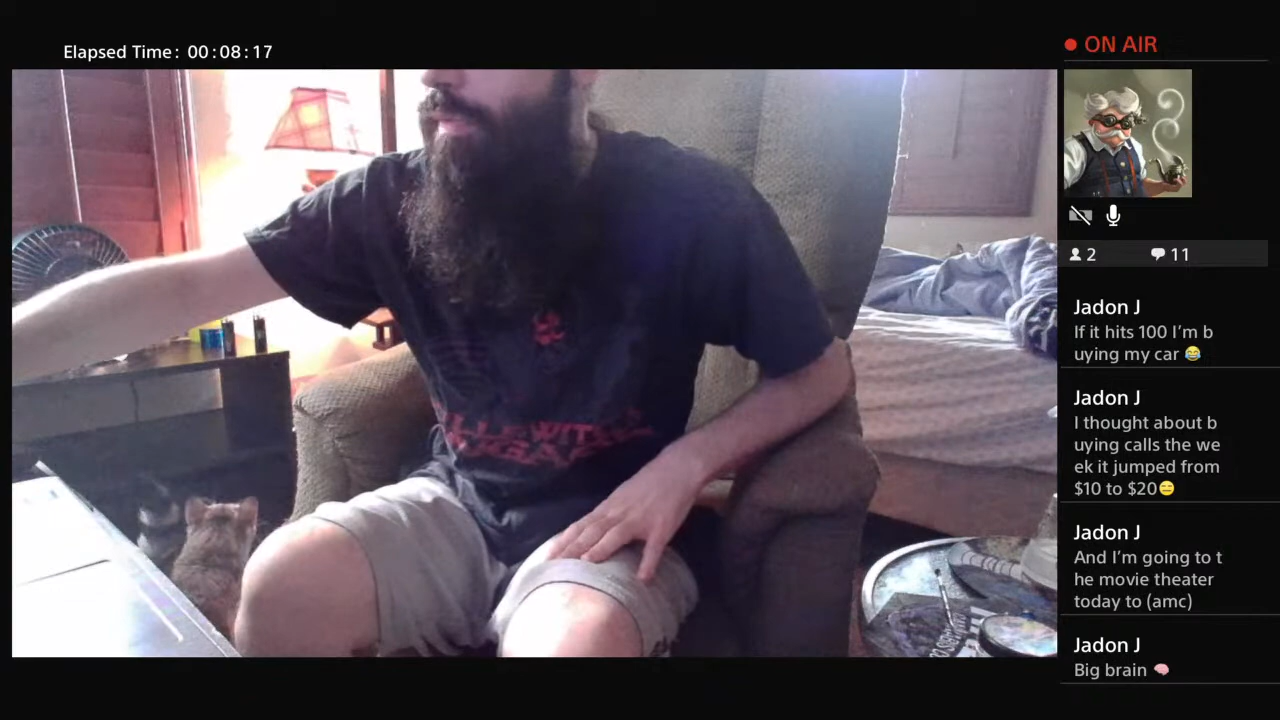 Elapsed Time: 00:08:17
ON AIR
2
11
Jadon J
If it hits 100 I'm b
uying my car 😂
Jadon J
I thought about b
uying calls the we
ek it jumped from
$10 to $20😑
Jadon J
And I'm going to t
he movie theater
today to (amc)
Jadon J
Big brain 🧠